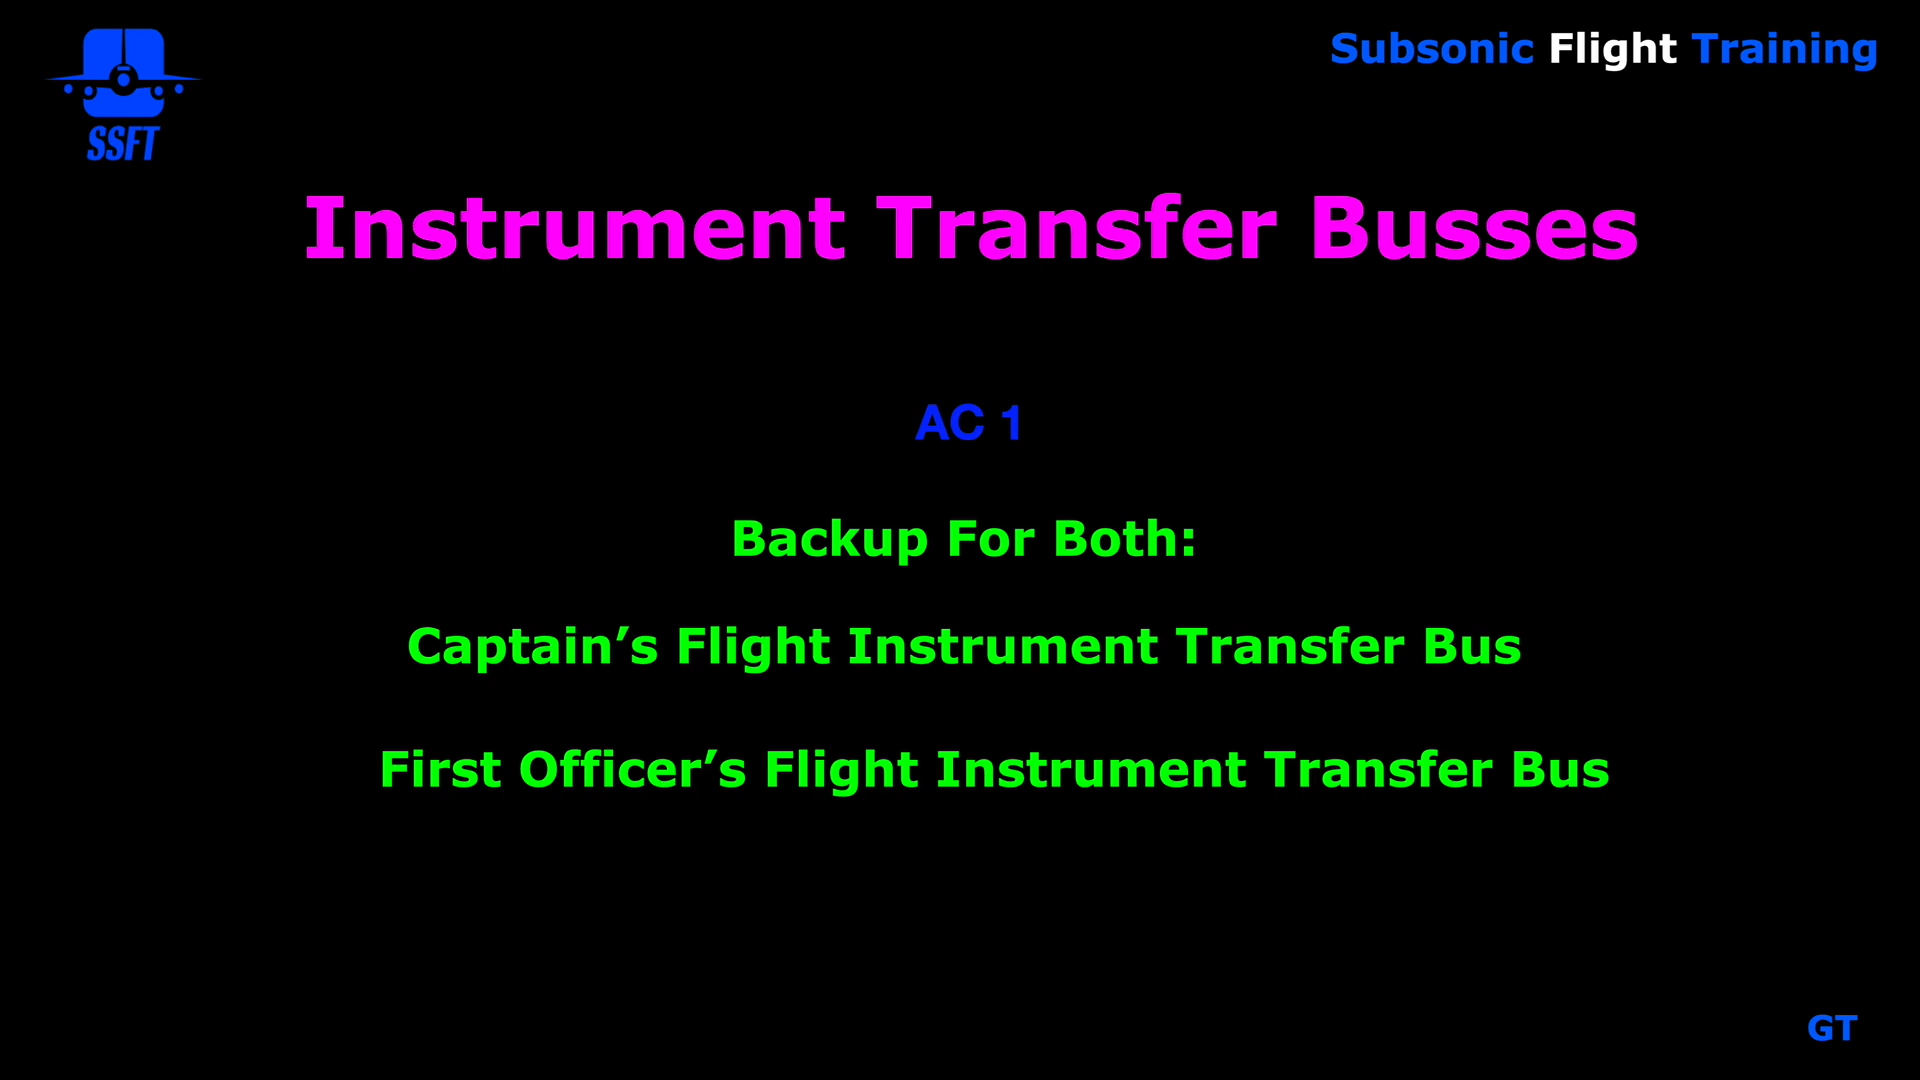 SSFT
Subsonic Flight Training
Instrument Transfer Busses
AC 1
Backup For Both:
Captain’s Flight Instrument Transfer Bus
First Officer’s Flight Instrument Transfer Bus
GT